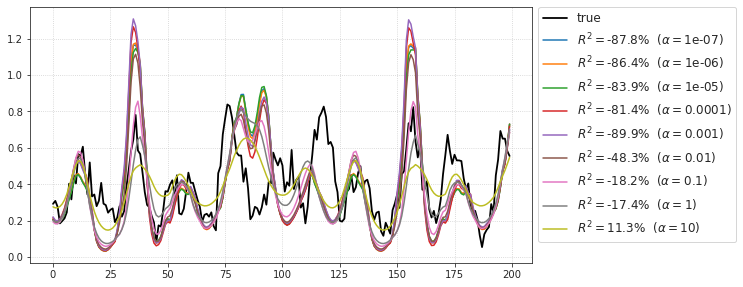 true
R² = -87.8% (α = 1e-07)
R² = -86.4% (α = 1e-06)
R² = -83.9% (α = 1e-05)
R² = -81.4% (α = 0.0001)
R² = -89.9% (α = 0.001)
R² = -48.3% (α = 0.01)
R² = -18.2% (α = 0.1)
R² = -17.4% (α = 1)
R² = 11.3% (α = 10)
1.2
1.0
0.8
0.6
0.4
0.2
0.0
0 25 50 75 100 125 150 175 200